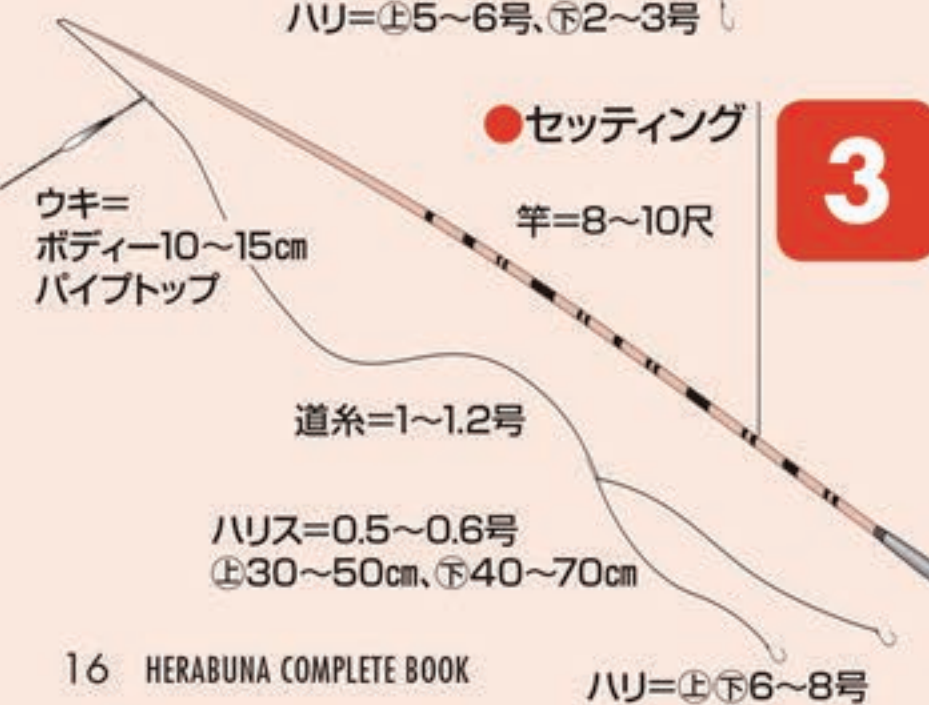 ハリ=㊤5〜6号、㊦2〜3号
●セッティング
3
竿=8〜10尺
ウキ=
ボディー10〜15㎝
パイプトップ
道糸=1〜1.2号
ハリス=0.5〜0.6号
㊤30〜50㎝、㊦40〜70㎝
ハリ=㊤㊦6〜8号
16 HERABUNA COMPLETE BOOK